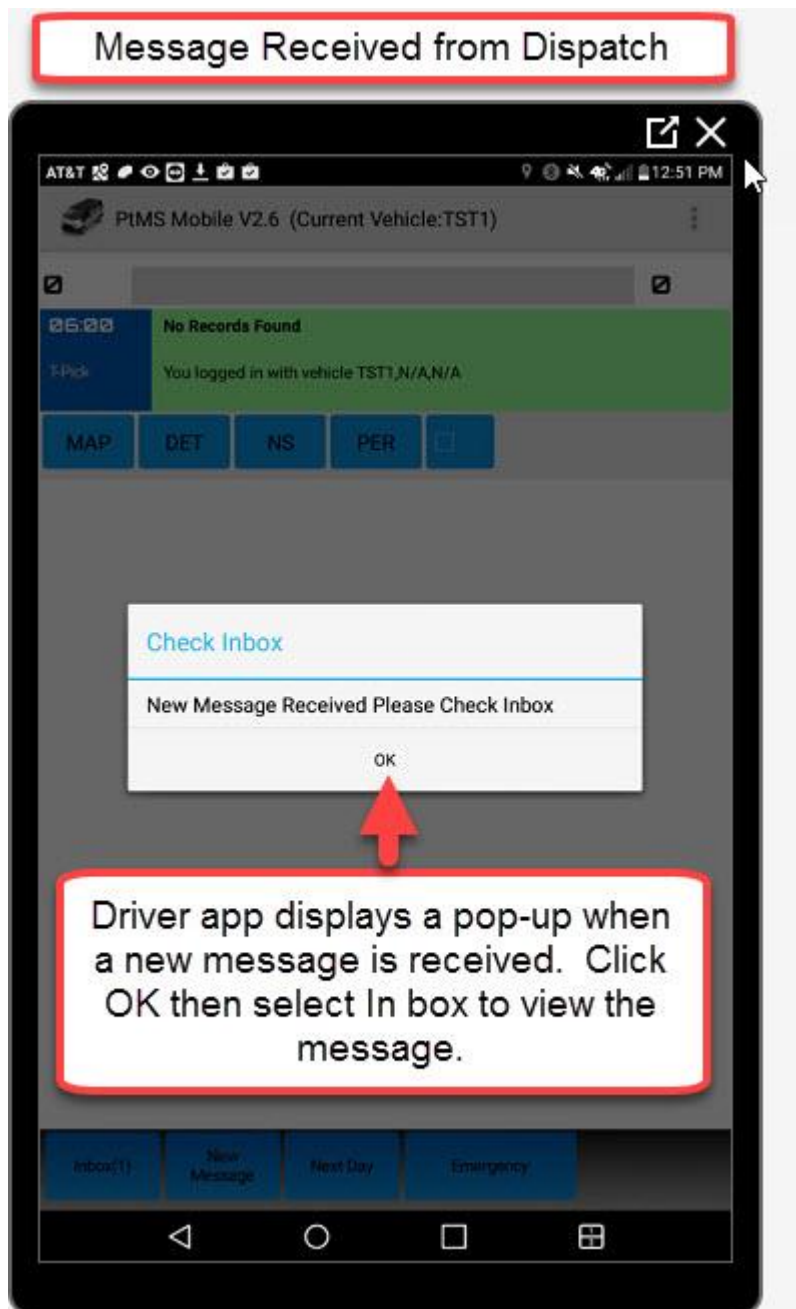 Message Received from Dispatch
AT&T 12:51 PM
PtMS Mobile V2.6 (Current Vehicle:TST1)
06:00 No Records Found
T-Pick You logged in with vehicle TST1,N/A,N/A
MAP DET NS PER
Check Inbox
New Message Received Please Check Inbox
OK
Driver app displays a pop-up when
a new message is received. Click
OK then select In box to view the
message.
Inbox(1) New Message Next Day Emergency